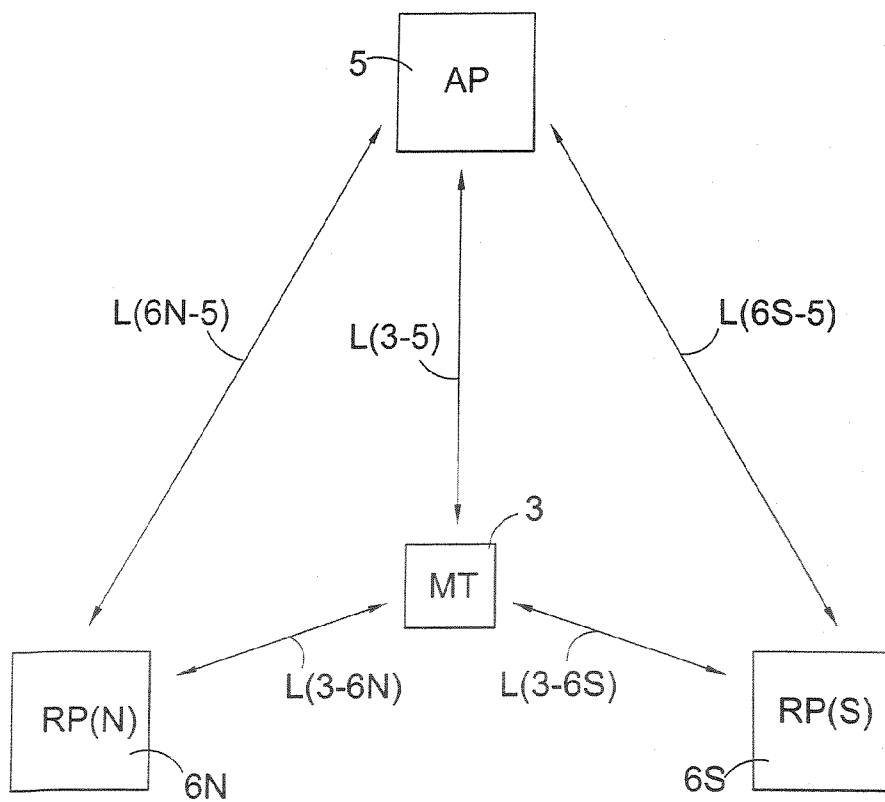 5
AP
L(6N-5)
L(3-5)
L(6S-5)
3
MT
L(3-6N)
L(3-6S)
RP(N)
RP(S)
6N
6S